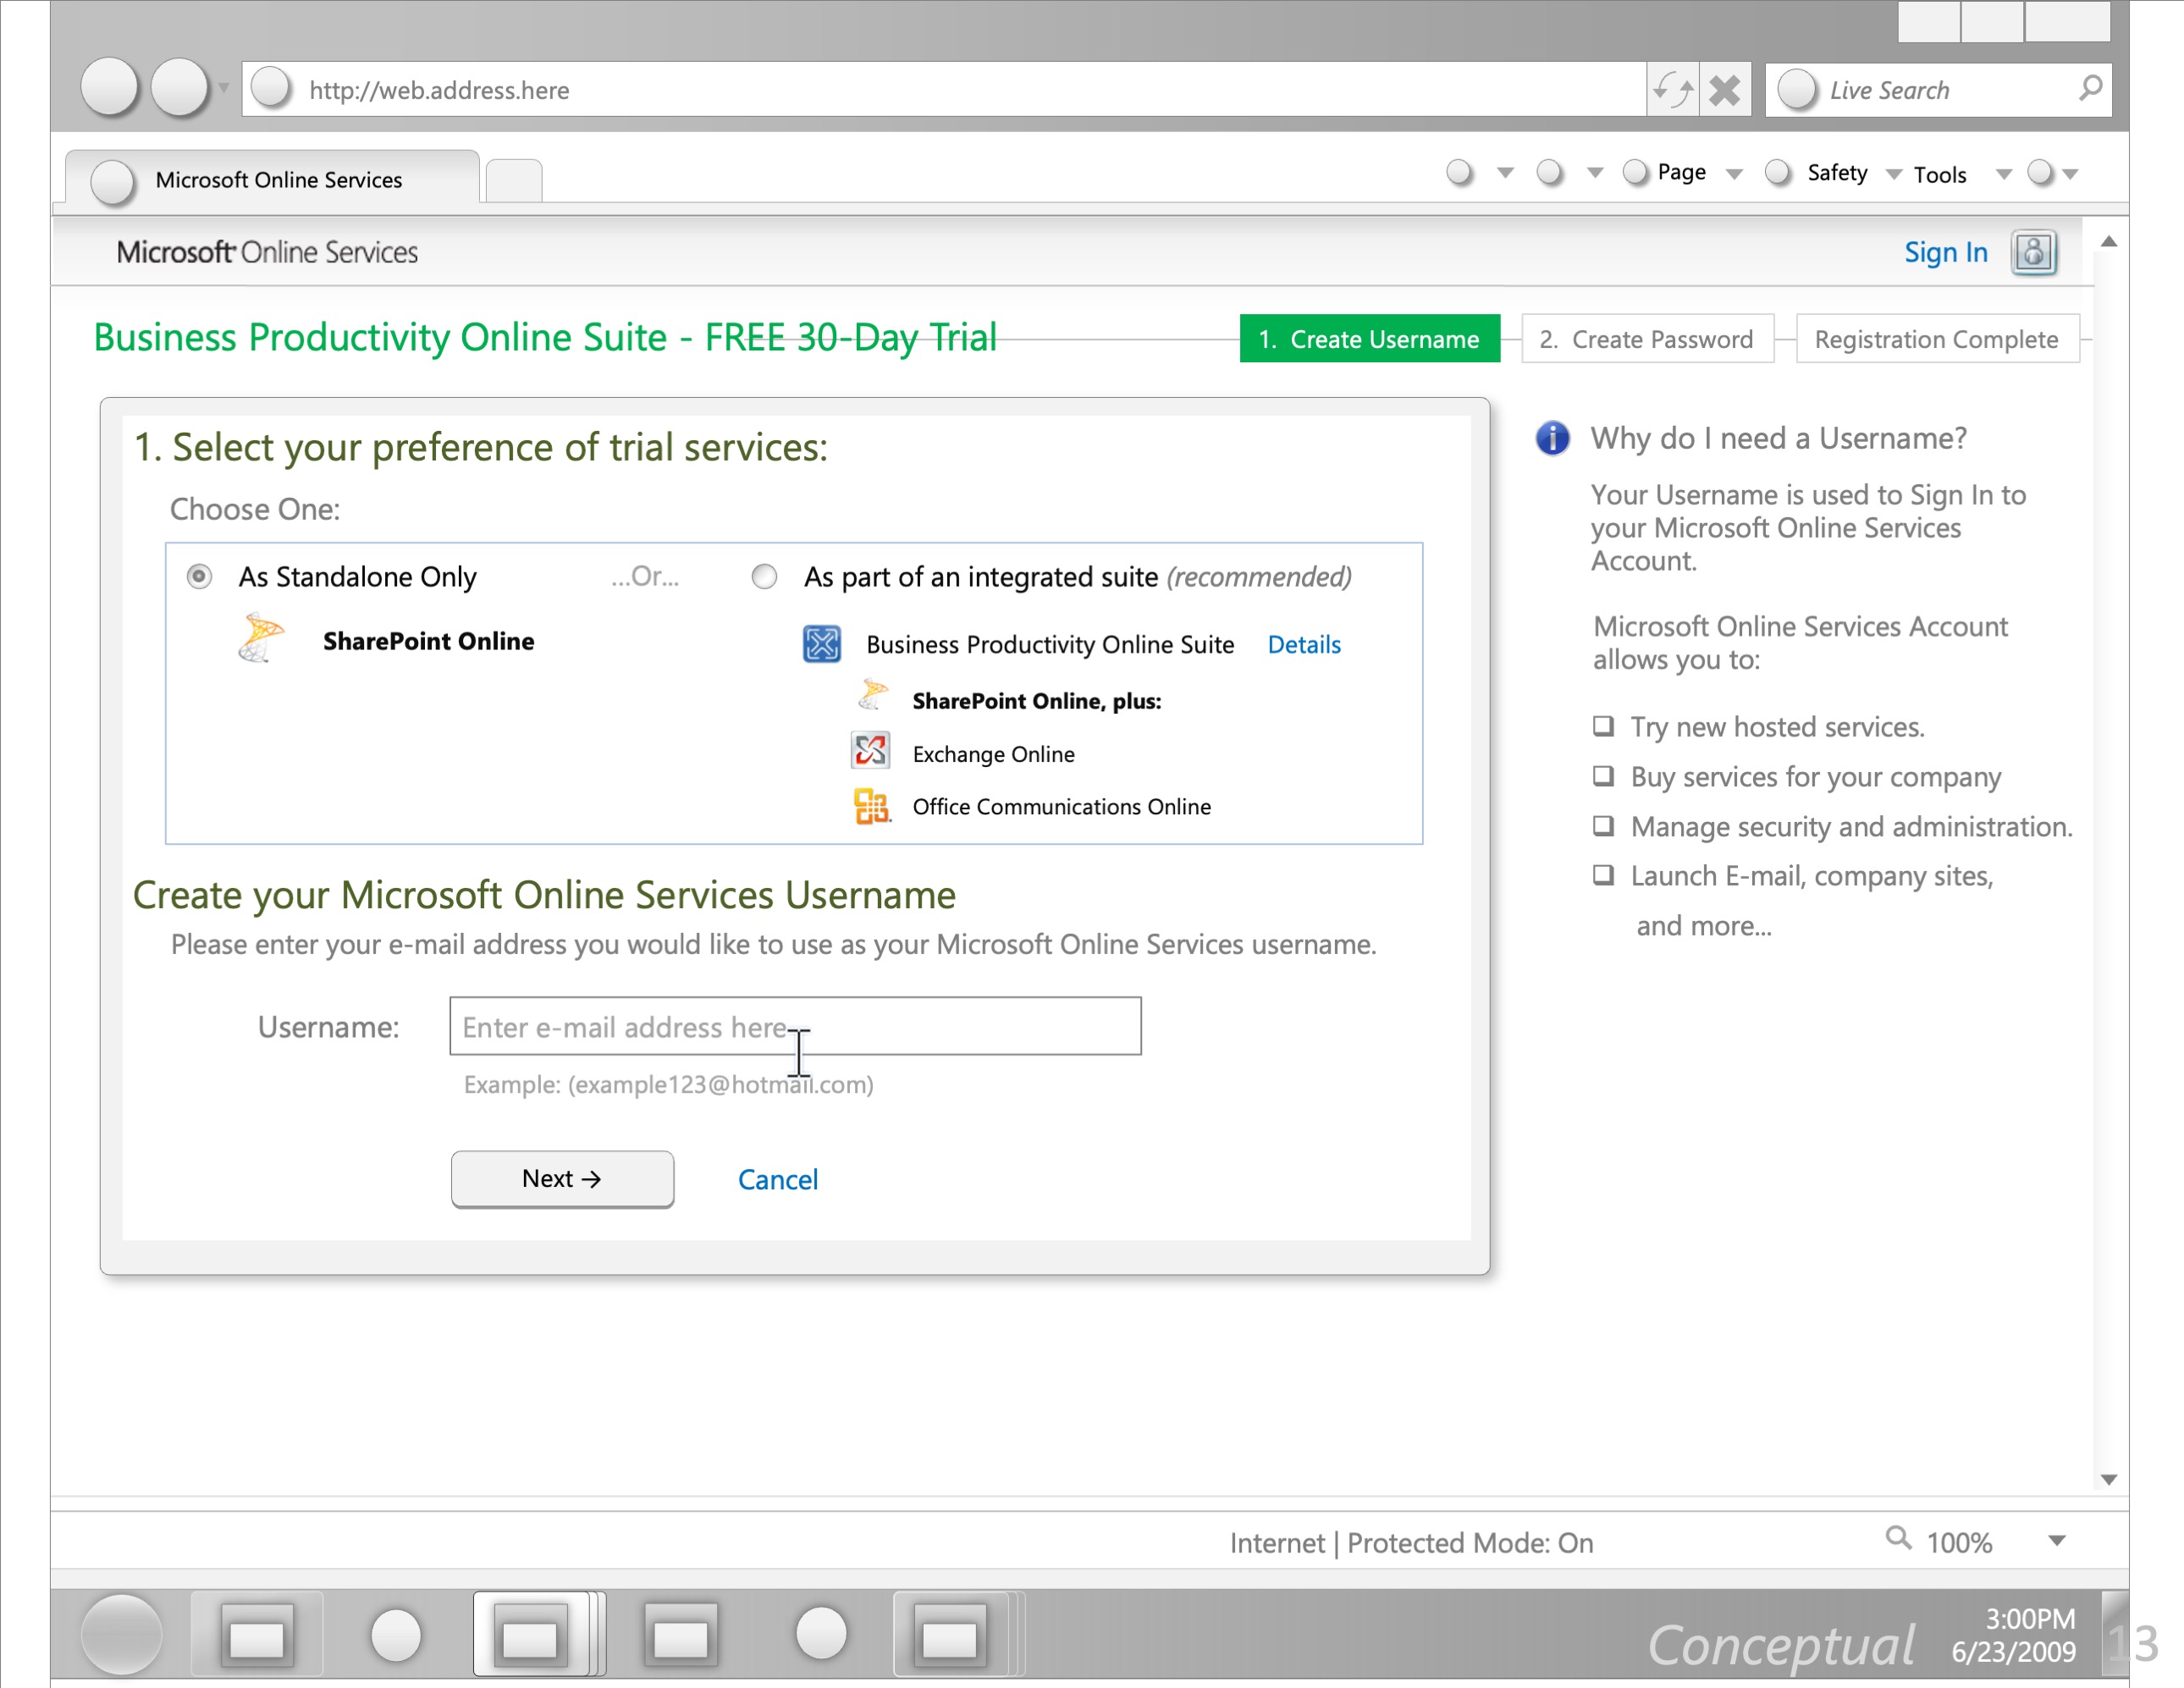 http://web.address.here
Live Search
Microsoft Online Services
Page
Safety
Tools
Microsoft Online Services
Sign In
Business Productivity Online Suite - FREE 30-Day Trial
1. Create Username
2. Create Password
Registration Complete
1. Select your preference of trial services:
Choose One:
As Standalone Only
...Or...
As part of an integrated suite (recommended)
SharePoint Online
Business Productivity Online Suite Details
SharePoint Online, plus:
Exchange Online
Office Communications Online
Create your Microsoft Online Services Username
Please enter your e-mail address you would like to use as your Microsoft Online Services username.
Username:
Enter e-mail address here
Example: (example123@hotmail.com)
Next →
Cancel
Why do I need a Username?
Your Username is used to Sign In to
your Microsoft Online Services
Account.
Microsoft Online Services Account
allows you to:
❑ Try new hosted services.
❑ Buy services for your company
❑ Manage security and administration.
❑ Launch E-mail, company sites,
and more...
Internet | Protected Mode: On
100%
Conceptual
3:00PM
6/23/2009
13